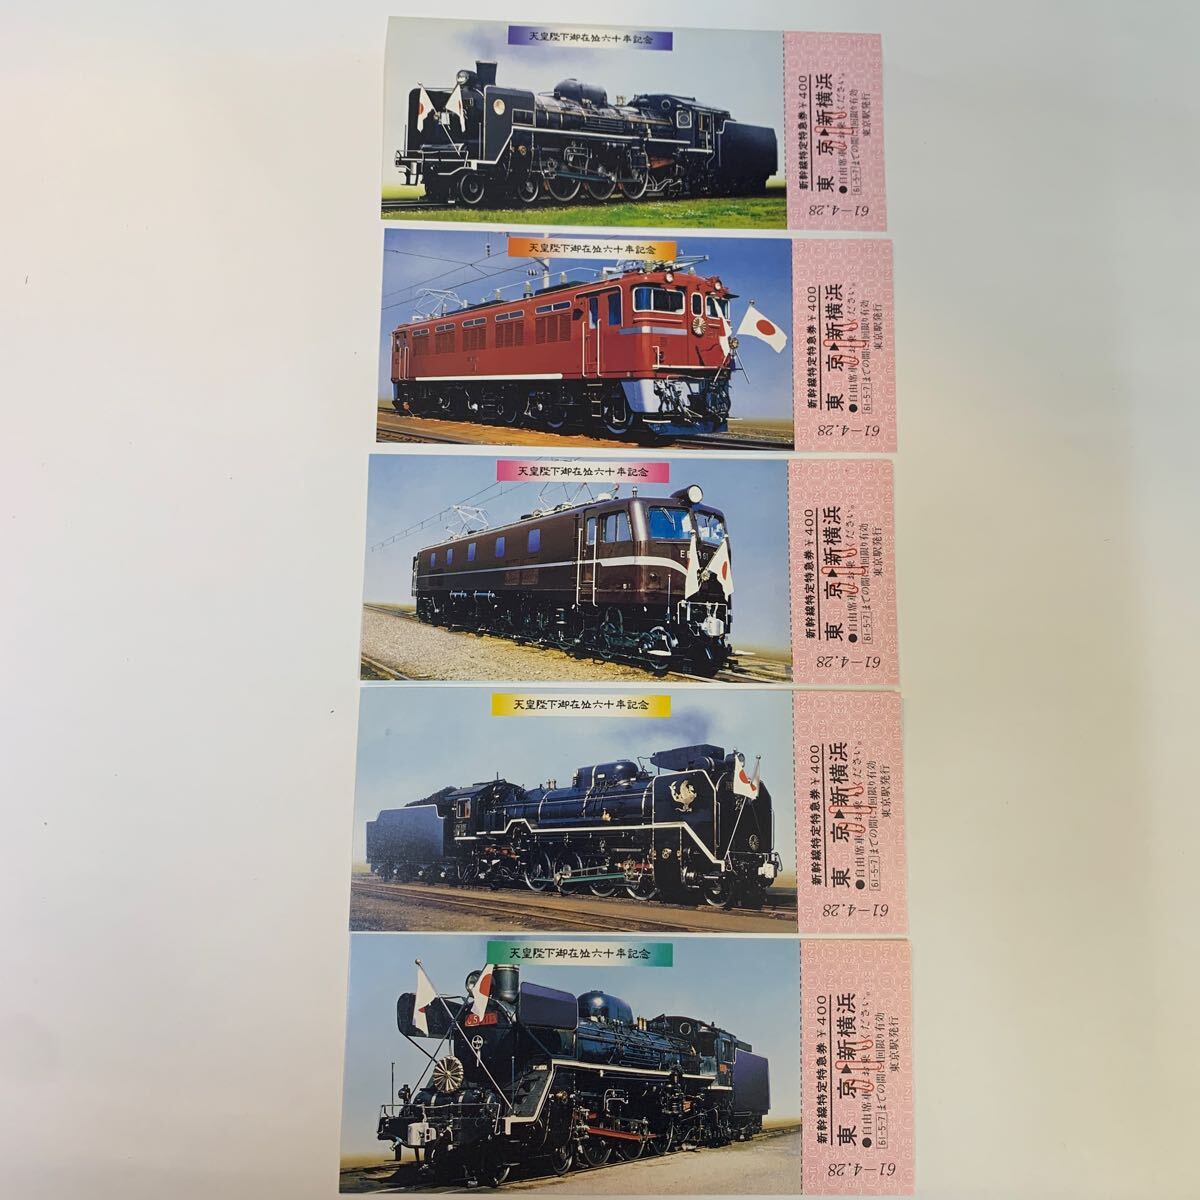 天皇陛下御在位六十年記念
新幹線特定特急券¥400
東京▶新横浜
●自由席車にお乗りください。
61-5-7までの間に1回限り有効
東京駅発行
61-4.28
天皇陛下御在位六十年記念
新幹線特定特急券¥400
東京▶新横浜
●自由席車にお乗りください。
61-5-7までの間に1回限り有効
東京駅発行
61-4.28
天皇陛下御在位六十年記念
新幹線特定特急券¥400
東京▶新横浜
●自由席車にお乗りください。
61-5-7までの間に1回限り有効
東京駅発行
61-4.28
天皇陛下御在位六十年記念
新幹線特定特急券¥400
東京▶新横浜
●自由席車にお乗りください。
61-5-7までの間に1回限り有効
東京駅発行
61-4.28
天皇陛下御在位六十年記念
新幹線特定特急券¥400
東京▶新横浜
●自由席車にお乗りください。
61-5-7までの間に1回限り有効
東京駅発行
61-4.28